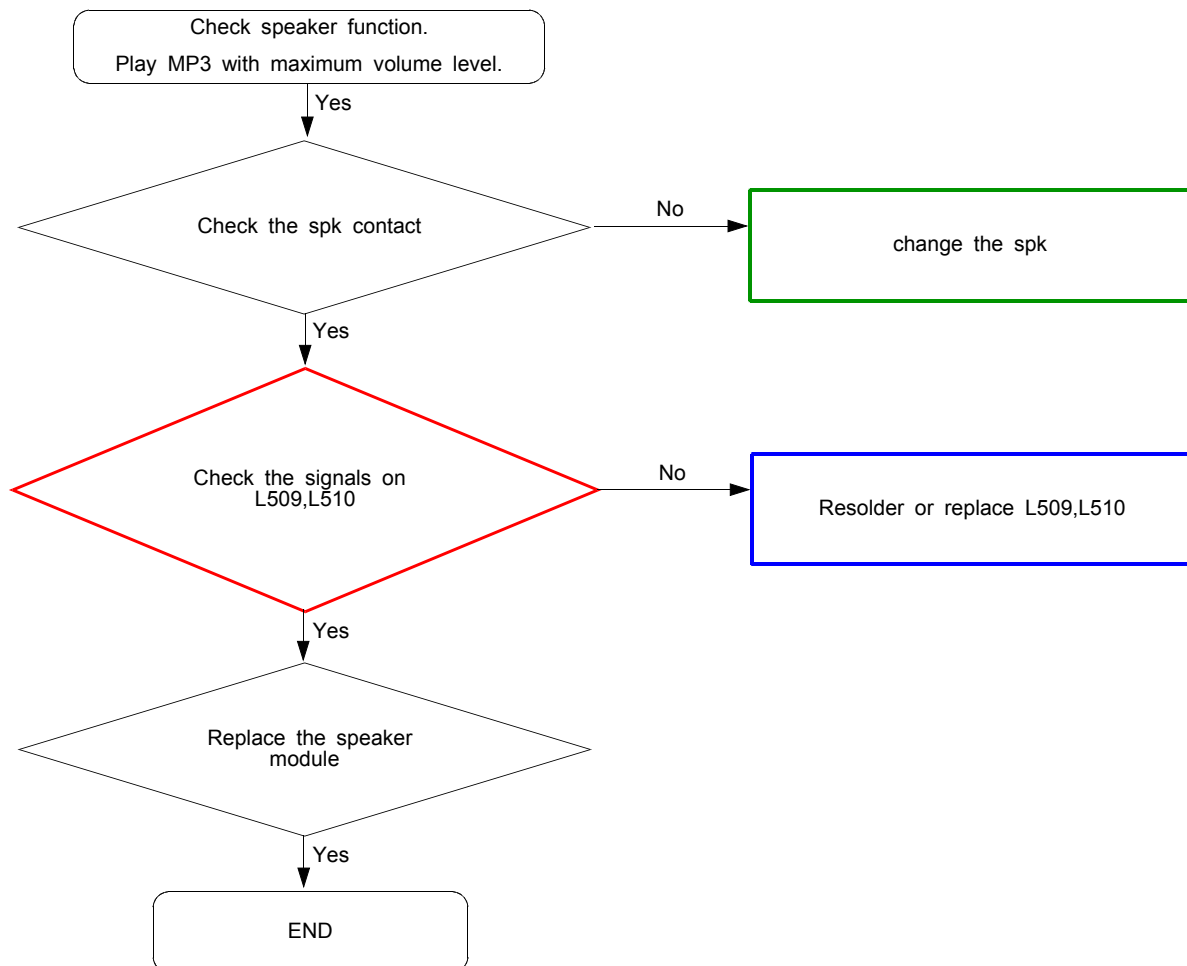 Check speaker function.
Play MP3 with maximum volume level.
Yes
Check the spk contact
No
change the spk
Yes
Check the signals on
L509,L510
No
Resolder or replace L509,L510
Yes
Replace the speaker
module
Yes
END